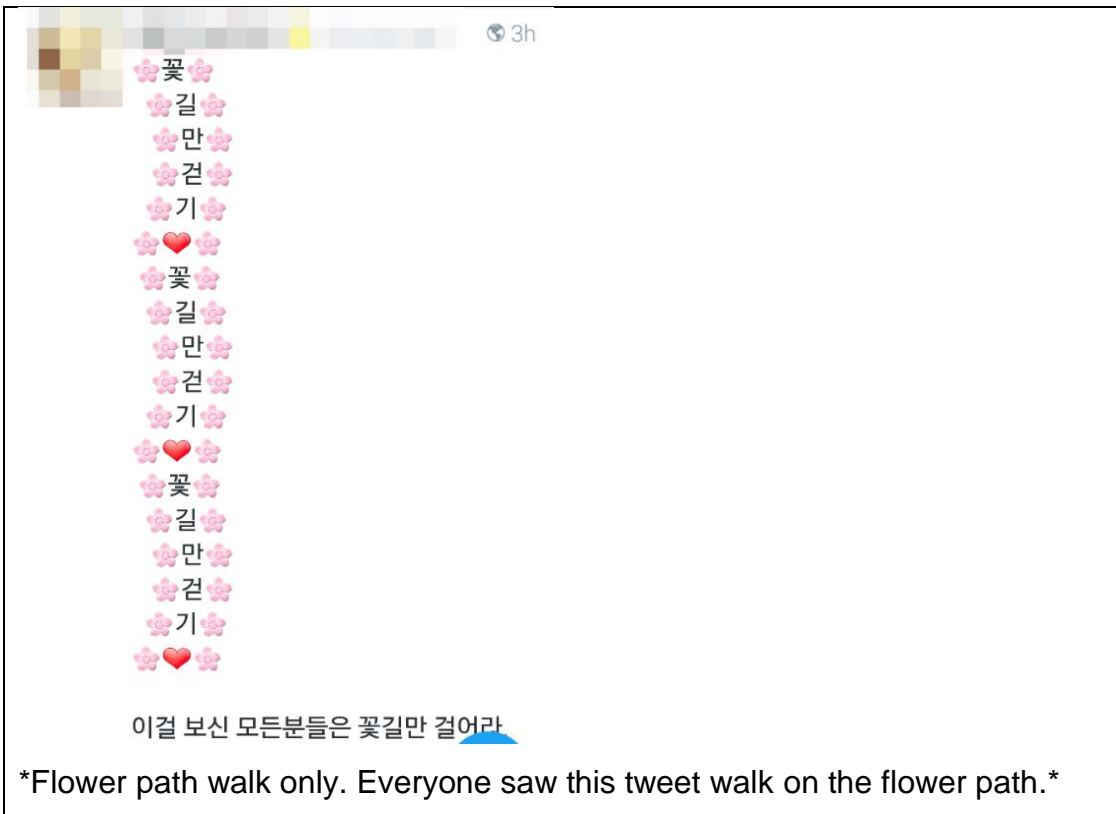 3h
🌸꽃🌸
🌸길🌸
🌸만🌸
🌸걷🌸
🌸기🌸
🌸❤️🌸
🌸꽃🌸
🌸길🌸
🌸만🌸
🌸걷🌸
🌸기🌸
🌸❤️🌸
🌸꽃🌸
🌸길🌸
🌸만🌸
🌸걷🌸
🌸기🌸
🌸❤️🌸
이걸 보신 모든분들은 꽃길만 걸어라.
*Flower path walk only. Everyone saw this tweet walk on the flower path.*